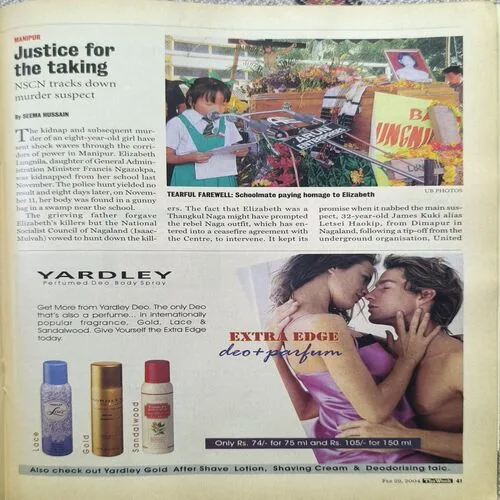 MANIPUR
Justice for
the taking
NSCN tracks down
murder suspect
By SEEMA HUSSAIN
The kidnap and subsequent mur-
der of an eight-year-old girl have
sent shock waves through the corri-
dors of power in Manipur. Elizabeth
Lungnila, daughter of General Admin-
istration Minister Francis Ngazokpa,
was kidnapped from her school last
November. The police hunt yielded no
result and eight days later, on Novem-
ber 11, her body was found in a gunny
bag in a swamp near the school.
The grieving father forgave
Elizabeth's killers but the National
Socialist Council of Nagaland (Isaac-
Muivah) vowed to hunt down the kill-
TEARFUL FAREWELL: Schoolmate paying homage to Elizabeth
UB PHOTOS
ers. The fact that Elizabeth was a
Thangkul Naga might have prompted
the rebel Naga outfit, which has en-
tered into a ceasefire agreement with
the Centre, to intervene. It kept its
promise when it nabbed the main sus-
pect, 32-year-old James Kuki alias
Letsei Haokip, from Dimapur in
Nagaland, following a tip-off from the
underground organisation, United
YARDLEY
Perfumed Deo Body Spray
Get More from Yardley Deo. The only Deo
that's also a perfume... in internationally
popular fragrance, Gold, Lace &
Sandalwood. Give Yourself the Extra Edge
today.
EXTRA EDGE
deo+parfum
Lace
Gold
Sandalwood
Only Rs. 74/- for 75 ml and Rs. 105/- for 150 ml
Also check out Yardley Gold After Shave Lotion, Shaving Cream & Deodorising talc.
FEB 29, 2004 THE WEEK 41